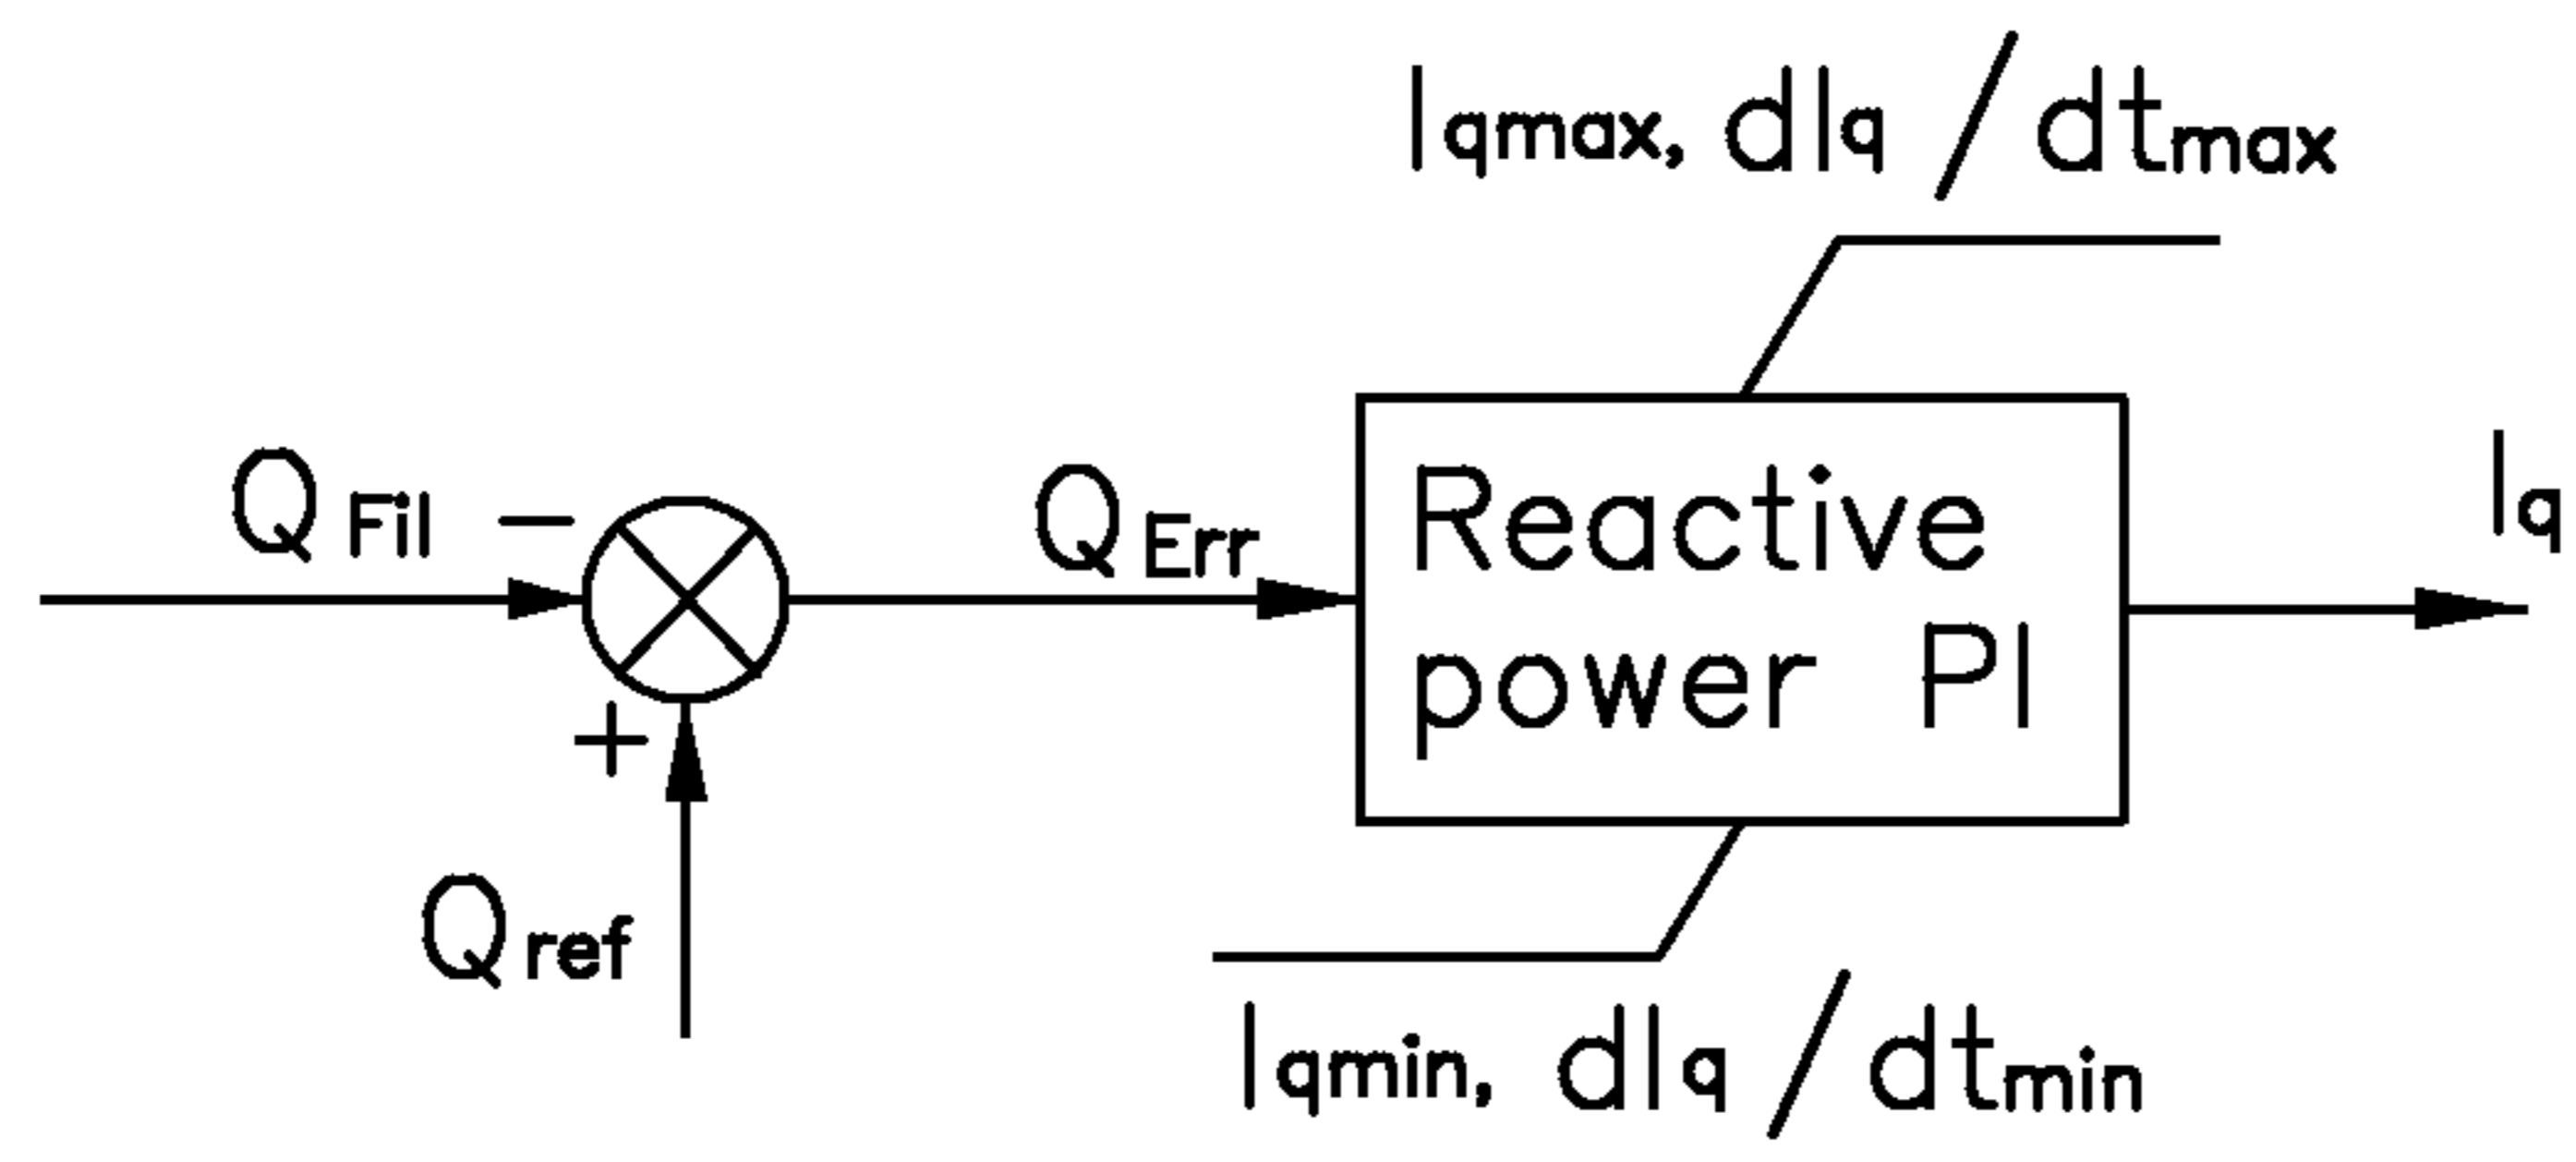 Iqmax, dIq / dtmax
QFil −
QErr
Reactive
power PI
Iq
+
Qref
Iqmin, dIq / dtmin